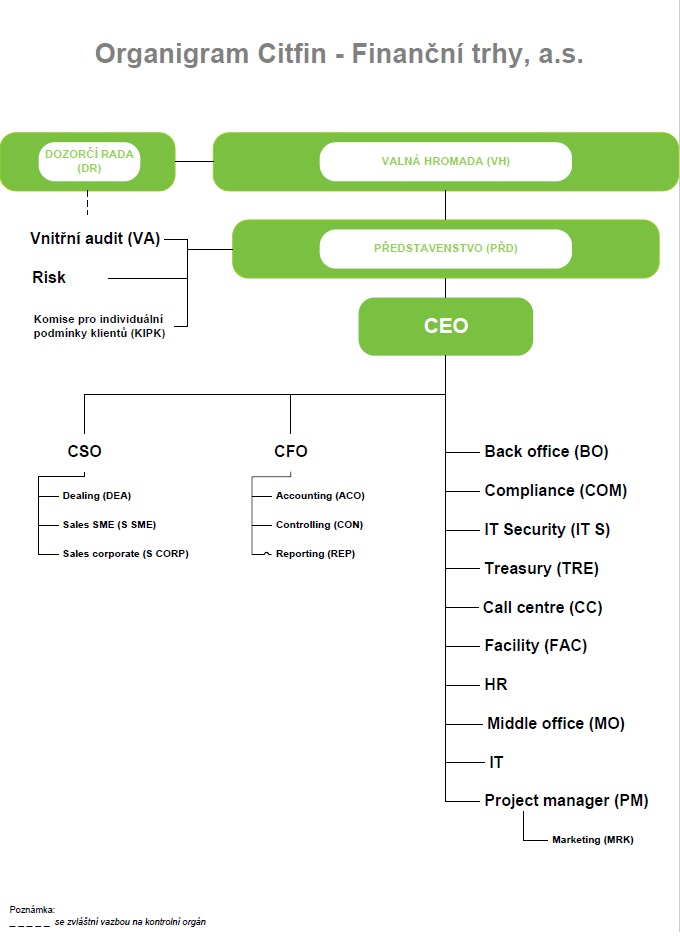 Organigram Citfin - Finanční trhy, a.s.
DOZORČÍ RADA
(DR)
VALNÁ HROMADA (VH)
Vnitřní audit (VA)
PŘEDSTAVENSTVO (PŘD)
Risk
Komise pro individuální
podmínky klientů (KIPK)
CEO
CSO
Dealing (DEA)
Sales SME (S SME)
Sales corporate (S CORP)
CFO
Accounting (ACO)
Controlling (CON)
Reporting (REP)
Back office (BO)
Compliance (COM)
IT Security (IT S)
Treasury (TRE)
Call centre (CC)
Facility (FAC)
HR
Middle office (MO)
IT
Project manager (PM)
Marketing (MRK)
Poznámka:
_ _ _ _ _ se zvláštní vazbou na kontrolní orgán